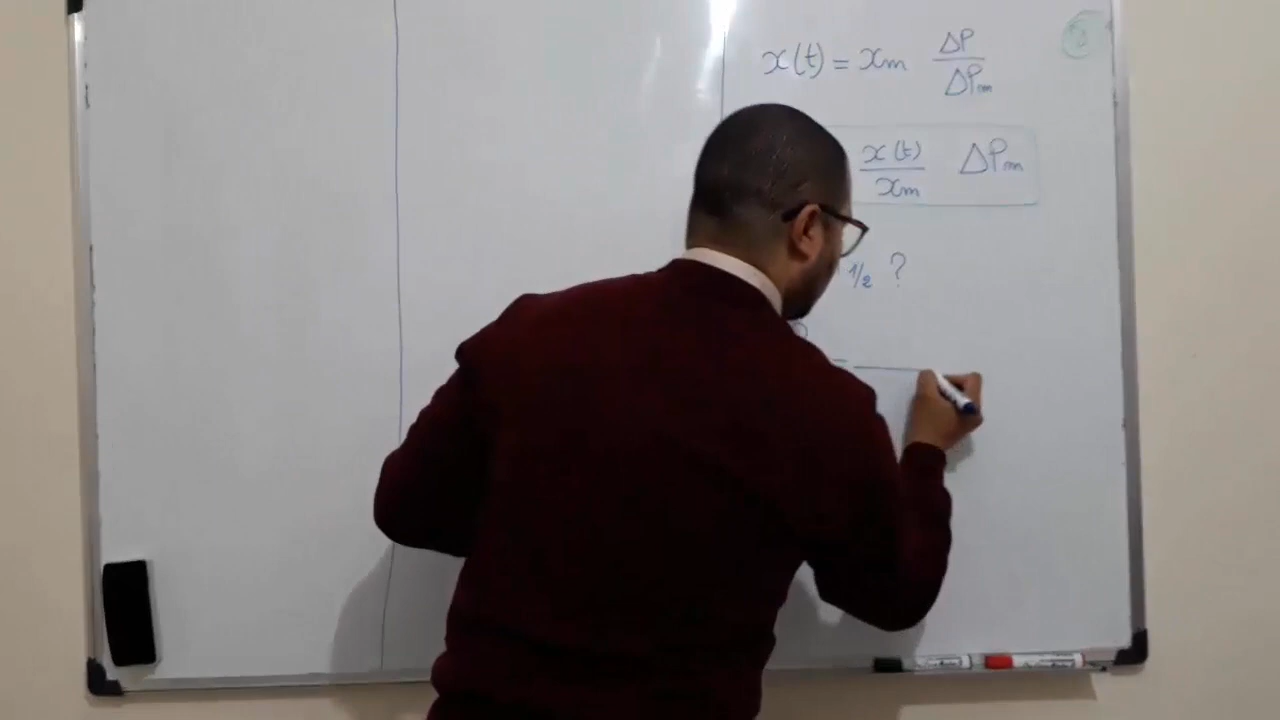 x(t) = xm ΔP/ΔPm
x(t)/xm ΔPm
1/2 ?